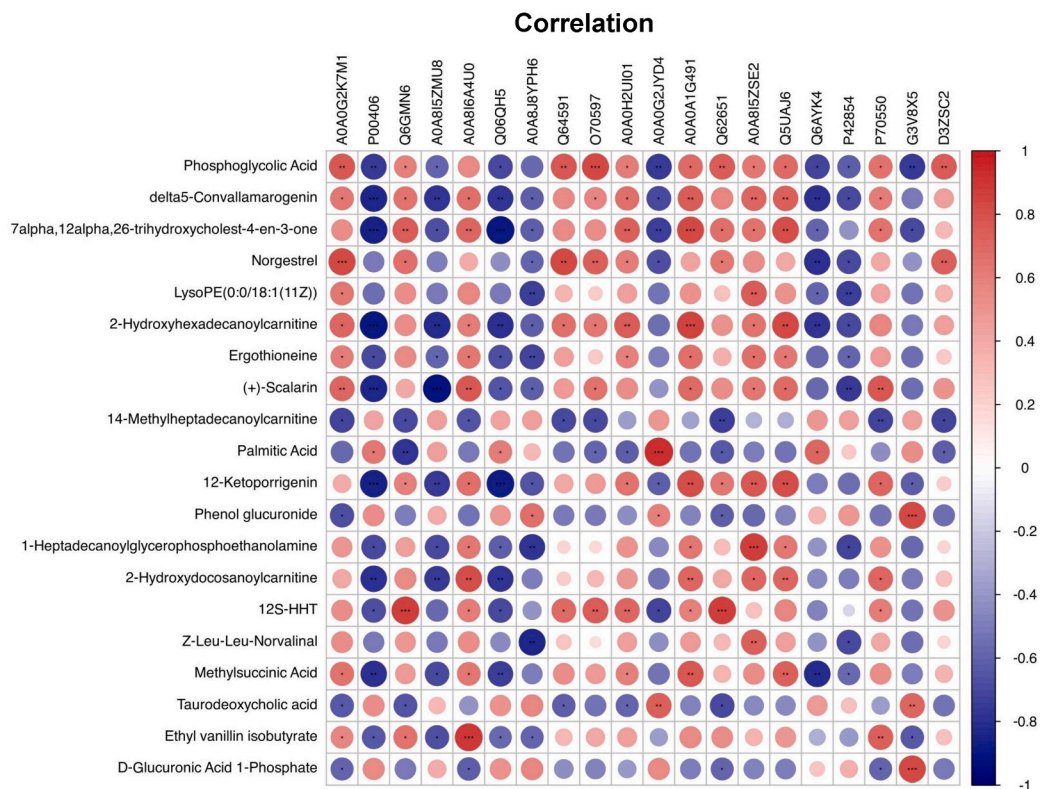 Correlation
A0A0G2K7M1
P00406
Q6GMN6
A0A8I5ZMU8
A0A8I6A4U0
Q06QH5
A0A8J8YPH6
Q64591
O70597
A0A0H2UI01
A0A0G2JYD4
A0A0A1G491
Q62651
A0A8I5ZSE2
Q5UAJ6
Q6AYK4
P42854
P70550
G3V8X5
D3ZSC2
Phosphoglycolic Acid
delta5-Convallamarogenin
7alpha,12alpha,26-trihydroxycholest-4-en-3-one
Norgestrel
LysoPE(0:0/18:1(11Z))
2-Hydroxyhexadecanoylcarnitine
Ergothioneine
(+)-Scalarin
14-Methylheptadecanoylcarnitine
Palmitic Acid
12-Ketoporrigenin
Phenol glucuronide
1-Heptadecanoylglycerophosphoethanolamine
2-Hydroxydocosanoylcarnitine
12S-HHT
Z-Leu-Leu-Norvalinal
Methylsuccinic Acid
Taurodeoxycholic acid
Ethyl vanillin isobutyrate
D-Glucuronic Acid 1-Phosphate
1
0.8
0.6
0.4
0.2
0
-0.2
-0.4
-0.6
-0.8
-1